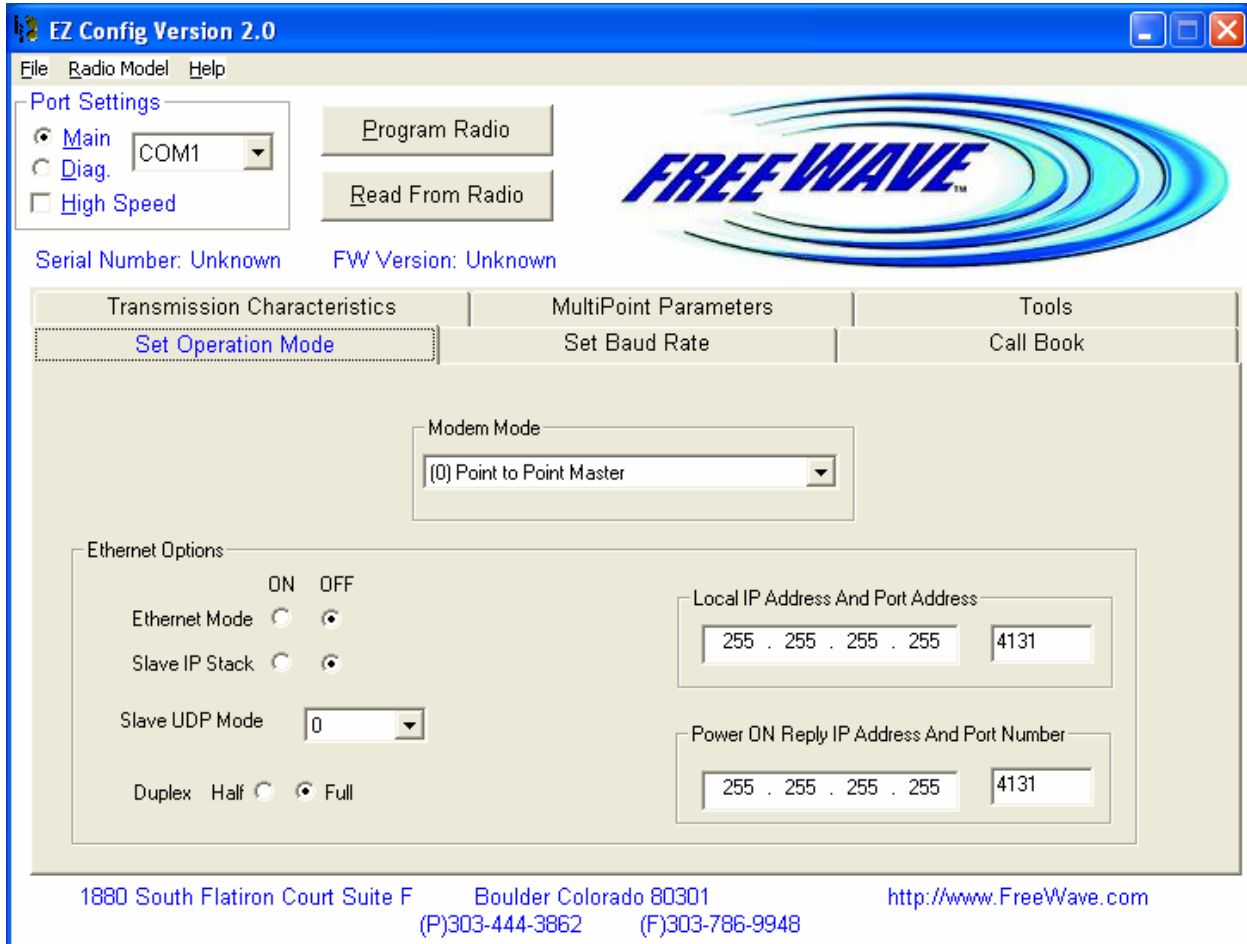 EZ Config Version 2.0
File Radio Model Help
Port Settings
Main
COM1
Diag.
High Speed
Program Radio
Read From Radio
FREEWAVE™
Serial Number: Unknown
FW Version: Unknown
Transmission Characteristics
MultiPoint Parameters
Tools
Set Operation Mode
Set Baud Rate
Call Book
Modem Mode
(0) Point to Point Master
Ethernet Options
ON OFF
Ethernet Mode
Slave IP Stack
Slave UDP Mode
0
Duplex Half Full
Local IP Address And Port Address
255 . 255 . 255 . 255
4131
Power ON Reply IP Address And Port Number
255 . 255 . 255 . 255
4131
1880 South Flatiron Court Suite F Boulder Colorado 80301 http://www.FreeWave.com
(P)303-444-3862 (F)303-786-9948